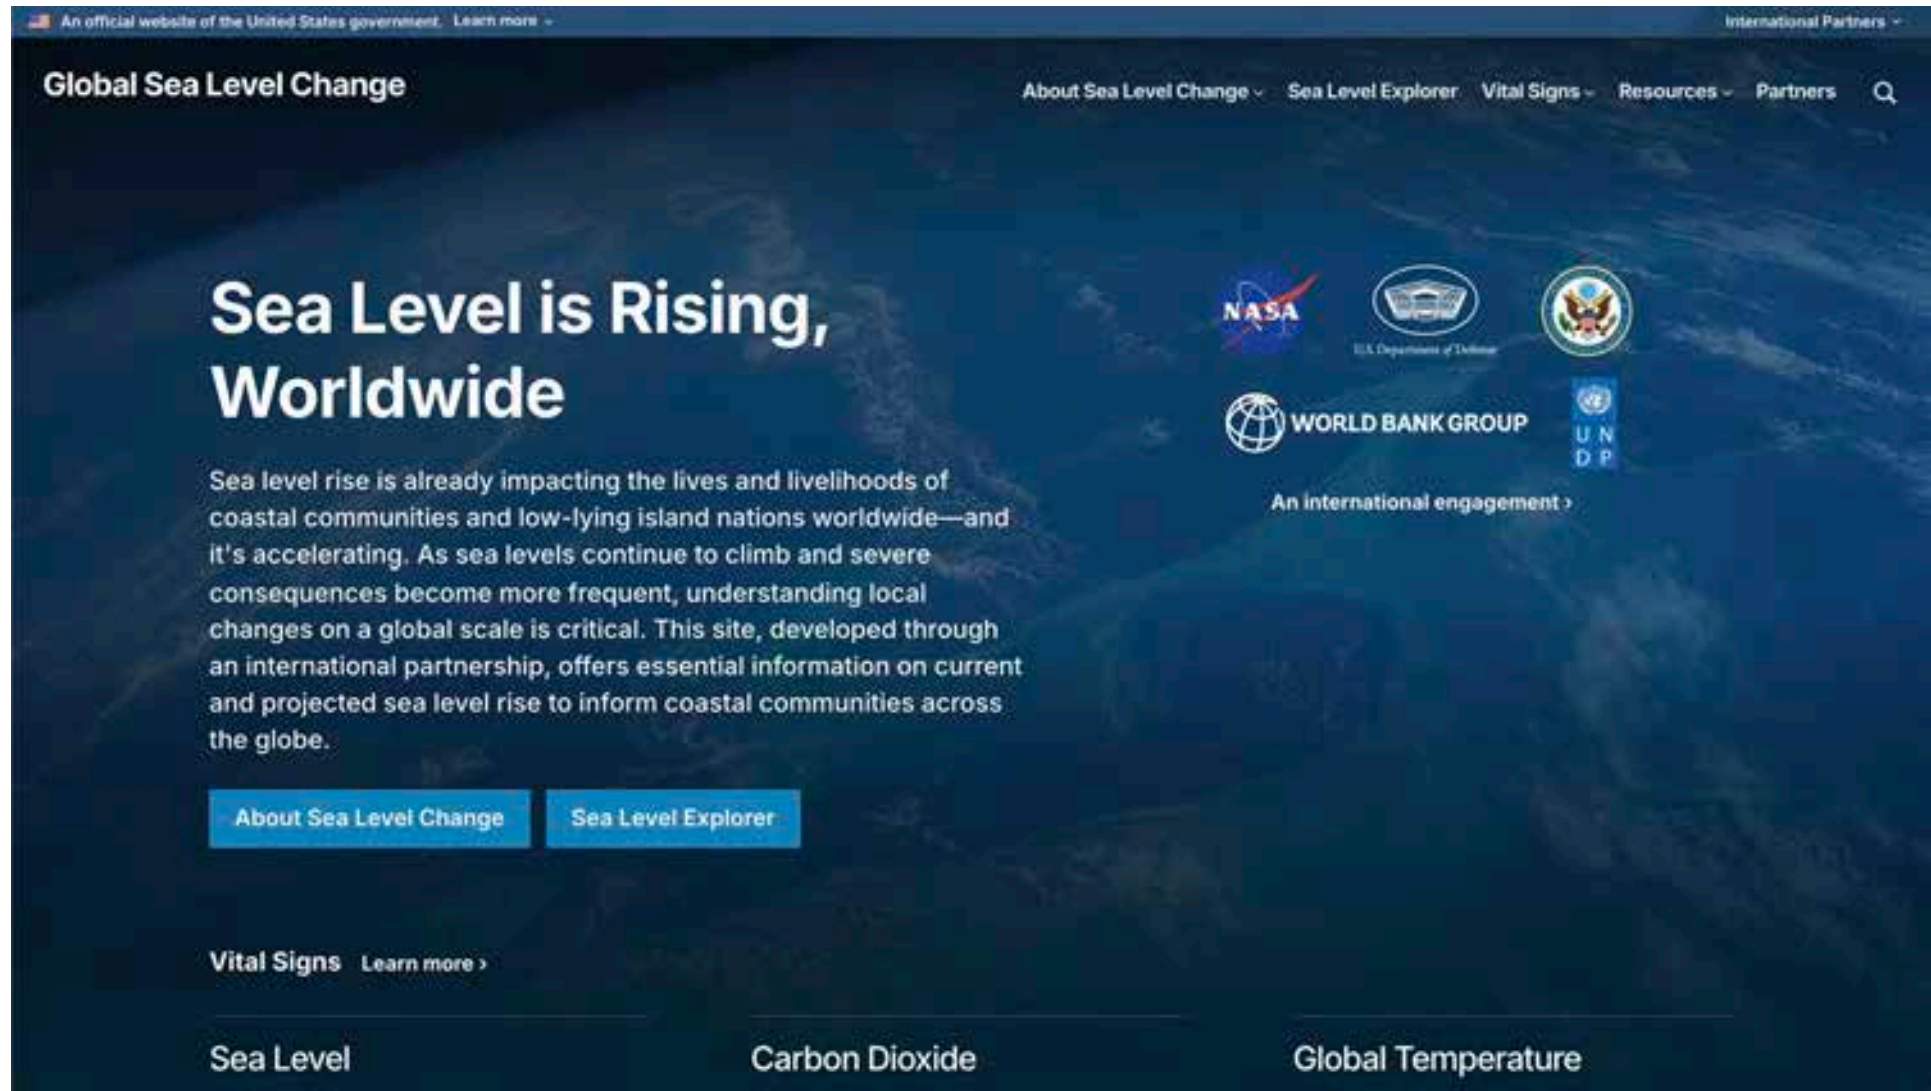 An official website of the United States government. Learn more
International Partners
Global Sea Level Change
About Sea Level Change Sea Level Explorer Vital Signs Resources Partners
Sea Level is Rising,
Worldwide
NASA
U.S. Department of Defense
WORLD BANK GROUP
U N
D P
An international engagement ›
Sea level rise is already impacting the lives and livelihoods of
coastal communities and low-lying island nations worldwide—and
it's accelerating. As sea levels continue to climb and severe
consequences become more frequent, understanding local
changes on a global scale is critical. This site, developed through
an international partnership, offers essential information on current
and projected sea level rise to inform coastal communities across
the globe.
About Sea Level Change Sea Level Explorer
Vital Signs Learn more ›
Sea Level Carbon Dioxide Global Temperature